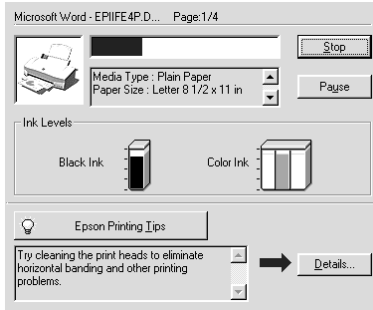 Microsoft Word - EPIIFE4P.D... Page:1/4
Stop
Media Type : Plain Paper
Paper Size : Letter 8 1/2 x 11 in
Pause
Ink Levels
Black Ink
Color Ink
Epson Printing Tips
Try cleaning the print heads to eliminate
horizontal banding and other printing
problems.
Details...